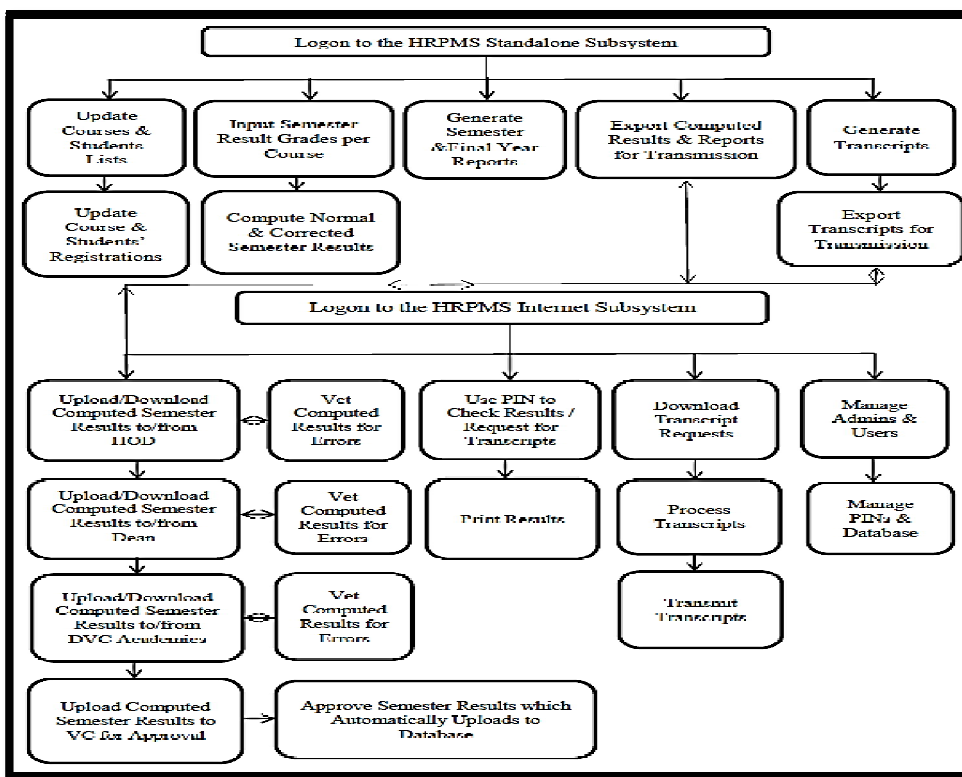 Logon to the HRPMS Standalone Subsystem
Update
Courses &
Students
Lists
Input Semester
Result Grades per
Course
Generate
Semester
&Final Year
Reports
Export Computed
Results & Reports
for Transmission
Generate
Transcripts
Update
Course &
Students'
Registrations
Compute Normal
& Corrected
Semester Results
Export
Transcripts for
Transmission
Logon to the HRPMS Internet Subsystem
Upload/Download
Computed Semester
Results to/from
HOD
Vet
Computed
Results for
Errors
Use PIN to
Check Results /
Request for
Transcripts
Download
Transcript
Requests
Manage
Admins &
Users
Upload/Download
Computed Semester
Results to/from
Dean
Vet
Computed
Results for
Errors
Print Results
Process
Transcripts
Manage
PINs &
Database
Upload/Download
Computed Semester
Results to/from
DVC Academics
Vet
Computed
Results for
Errors
Transmit
Transcripts
Upload Computed
Semester Results to
VC for Approval
Approve Semester Results which
Automatically Uploads to
Database